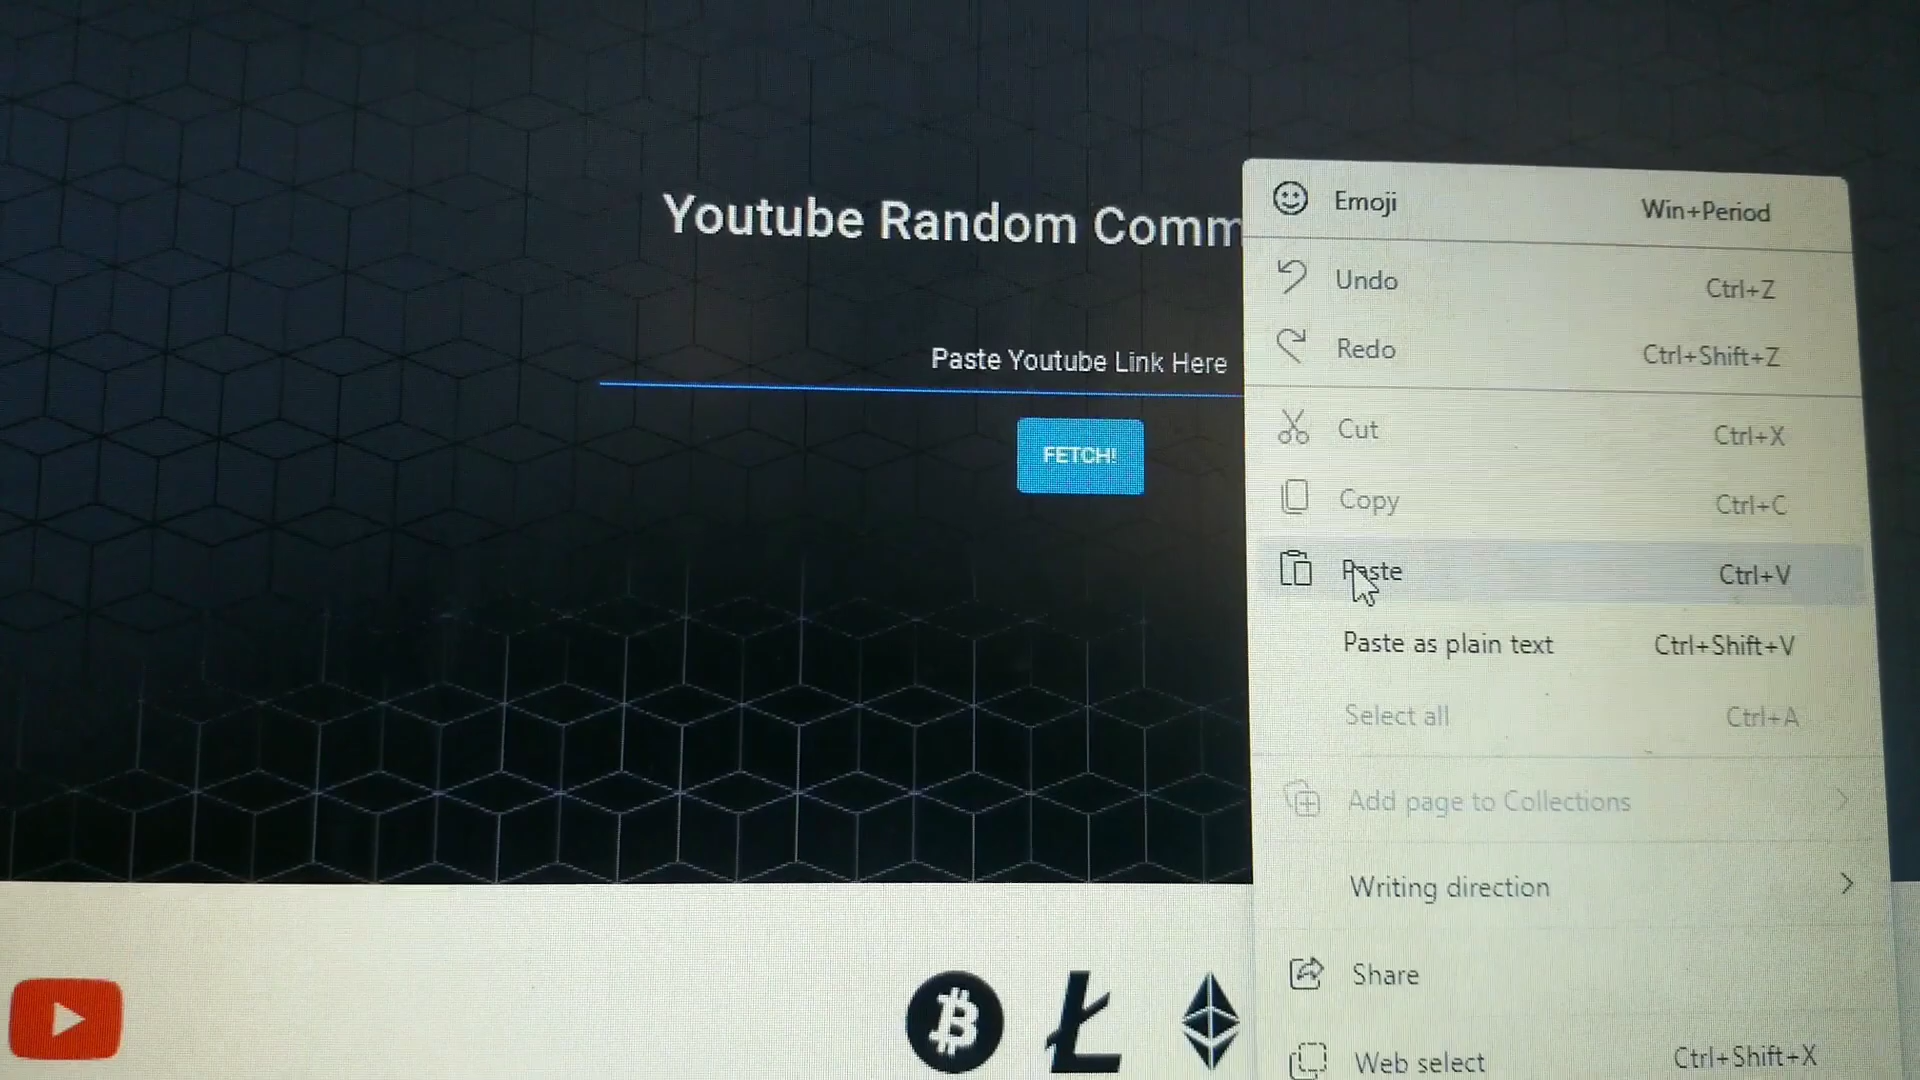 Youtube Random Comm
Paste Youtube Link Here
FETCH!
Emoji Win+Period
Undo Ctrl+Z
Redo Ctrl+Shift+Z
Cut Ctrl+X
Copy Ctrl+C
Paste Ctrl+V
Paste as plain text Ctrl+Shift+V
Select all Ctrl+A
Add page to Collections
Writing direction
Share
Web select Ctrl+Shift+X